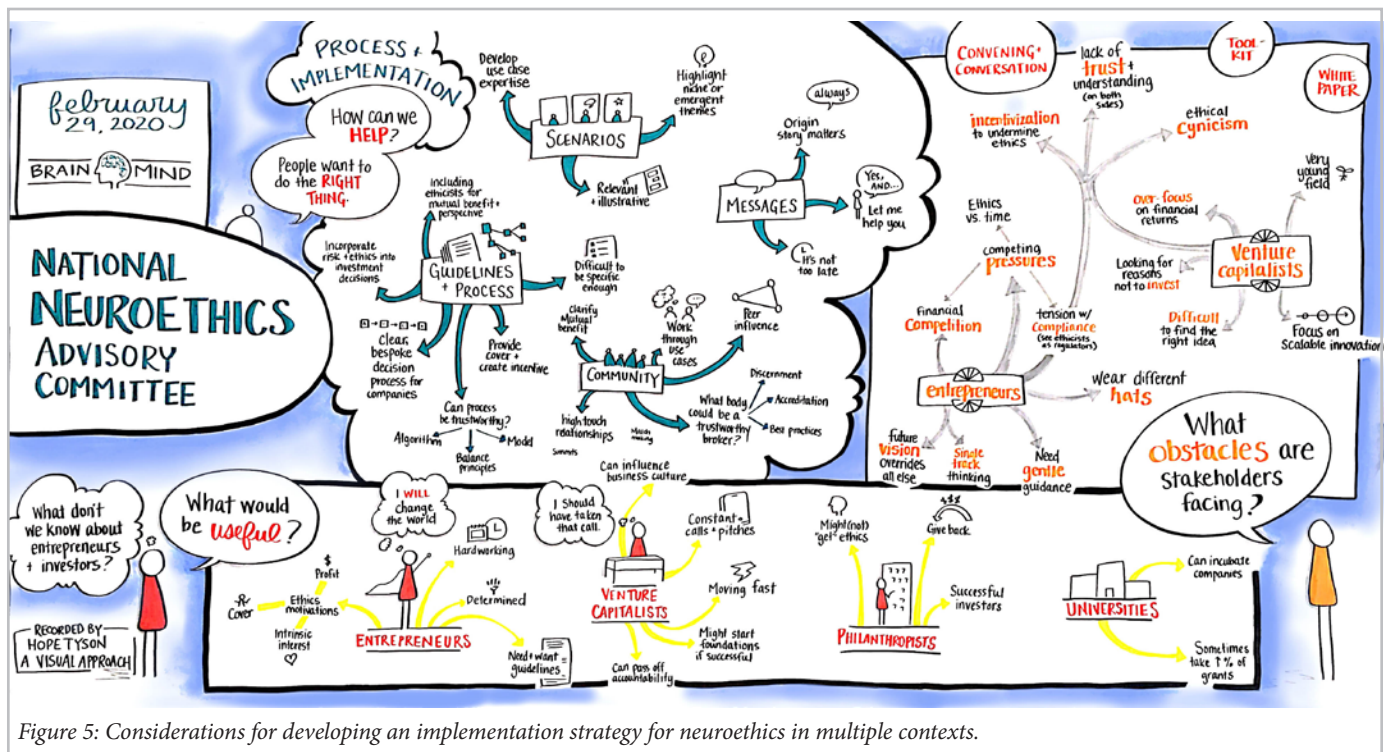 february
29, 2020
BRAIN MIND
NATIONAL
NEUROETHICS
ADVISORY
COMMITTEE
PROCESS +
IMPLEMENTATION
How can we
HELP?
People want to
do the RIGHT
THING.
Develop
use case
expertise
SCENARIOS
Highlight
niche or
emergent
themes
Relevant
+ illustrative
always
Origin
story matters
MESSAGES
Yes,
AND...
Let me
help you
It's not
too late
Including
ethicists for
mutual benefit +
perspective
Incorporate
risk + ethics into
investment
decisions
GUIDELINES
+ PROCESS
Difficult to
be specific
enough
Clear,
bespoke
decision
process for
companies
Provide
cover +
create incentive
Can process
be trustworthy?
Algorithm
Model
Balance
principles
clarify
Mutual
benefit
Work
through
use
cases
Peer
influence
COMMUNITY
high touch
relationships
Summits
What body
could be a
trustworthy
broker?
Discernment
Accreditation
Best practices
CONVENING +
CONVERSATION
TOOL-
KIT
WHITE
PAPER
lack of
trust +
understanding
(on both
sides)
incentivization
to undermine
ethics
ethical
cynicism
Very
young
field
over-focus
on financial
returns
Venture
capitalists
Looking for
reasons
not to invest
Difficult
to find the
right idea
Focus on
Scalable innovation
Ethics
vs. time
competing
pressures
financial
Competition
tension w/
compliance
(see ethicists
as regulators)
entrepreneurs
Wear different
hats
future
vision
overrides
all else
Single
track
thinking
Need
gentle
guidance
What
obstacles are
stakeholders
facing?
What don't
we know about
entrepreneurs
+ investors?
RECORDED BY
HOPE TYSON
A VISUAL APPROACH
What would
be useful?
$
Profit
Cover
Ethics
motivations
Intrinsic
interest
I WILL
change
the world
Hardworking
Determined
ENTREPRENEURS
Need + want
guidelines
I should
have taken
that call.
Can influence
business culture
Constant
calls + pitches
VENTURE
CAPITALISTS
Moving fast
Might start
foundations
if successful
Can pass off
accountability
Might (not)
"get" ethics
Give back
PHILANTHROPISTS
Successful
investors
UNIVERSITIES
Can incubate
companies
Sometimes
take ↑% of
grants
Figure 5: Considerations for developing an implementation strategy for neuroethics in multiple contexts.